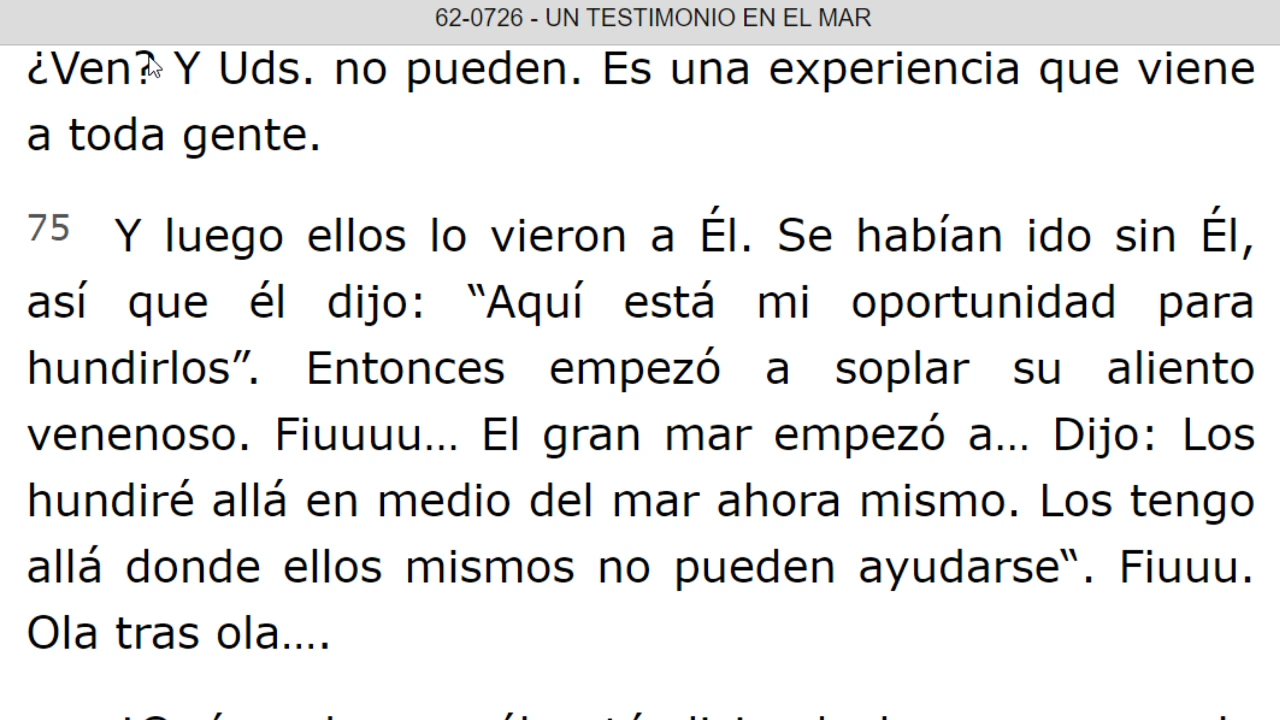 62-0726 - UN TESTIMONIO EN EL MAR
¿Ven? Y Uds. no pueden. Es una experiencia que viene
a toda gente.
75 Y luego ellos lo vieron a Él. Se habían ido sin Él,
así que él dijo: “Aquí está mi oportunidad para
hundirlos”. Entonces empezó a soplar su aliento
venenoso. Fiuuuu… El gran mar empezó a… Dijo: Los
hundiré allá en medio del mar ahora mismo. Los tengo
allá donde ellos mismos no pueden ayudarse“. Fiuuu.
Ola tras ola….